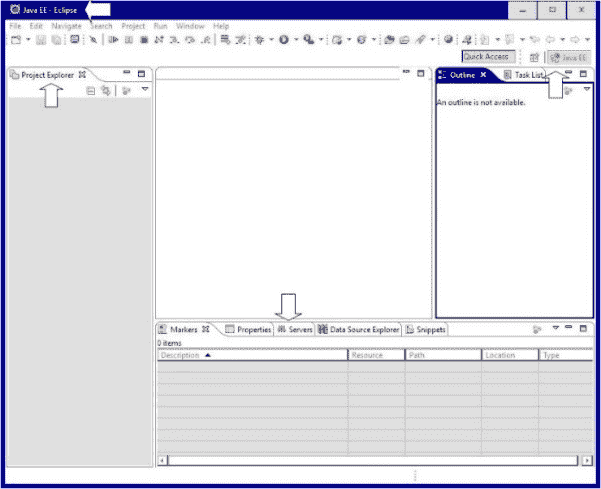 Java EE - Eclipse
File Edit Navigate Search Project Run Window Help
Quick Access Java EE
Project Explorer
Outline Task List
An outline is not available.
Markers Properties Servers Data Source Explorer Snippets
0 items
Description Resource Path Location Type